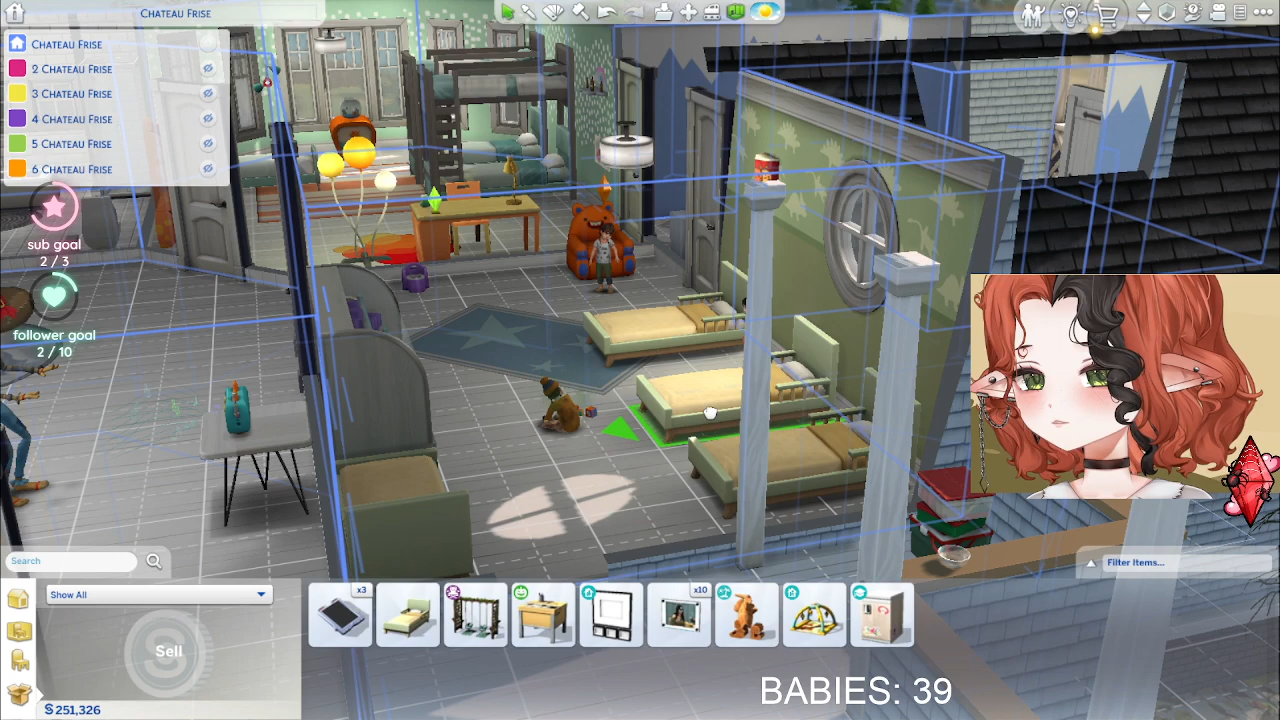 CHATEAU FRISE
CHATEAU FRISE
2 CHATEAU FRISE
3 CHATEAU FRISE
4 CHATEAU FRISE
5 CHATEAU FRISE
6 CHATEAU FRISE
sub goal
2 / 3
follower goal
2 / 10
Search
Filter Items...
Show All
x3
x10
Sell
§251,326
BABIES: 39